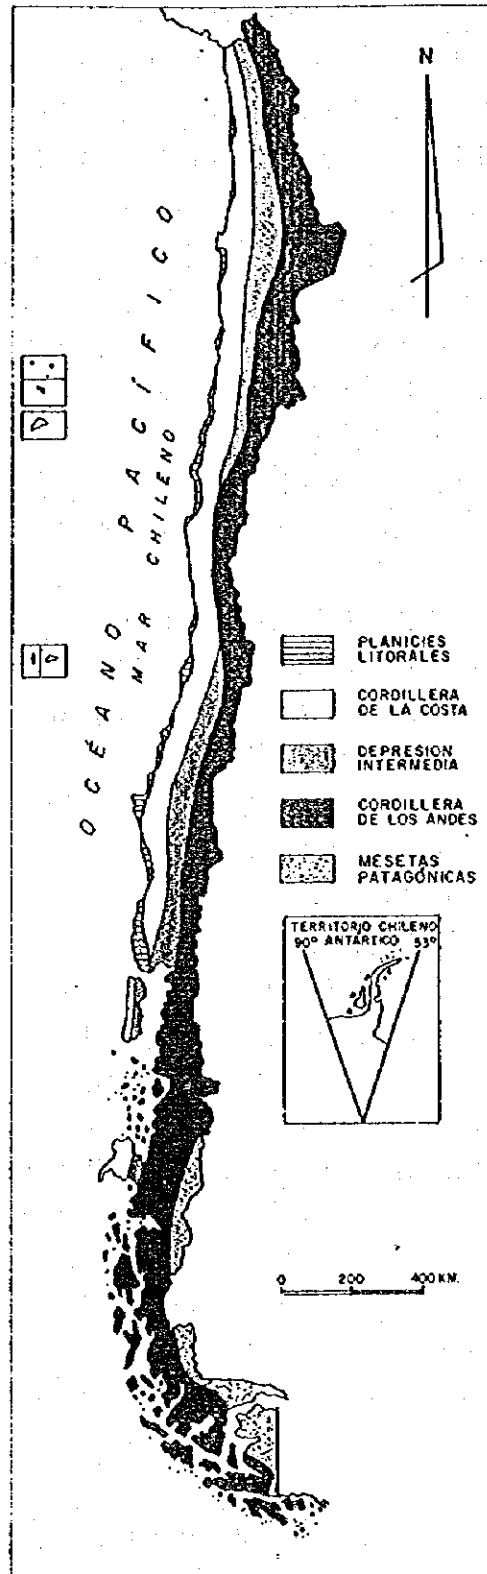 N
OCÉANO PACÍFICO
MAR CHILENO
PLANICIES
LITORALES
CORDILLERA
DE LA COSTA
DEPRESION
INTERMEDIA
CORDILLERA
DE LOS ANDES
MESETAS
PATAGÓNICAS
TERRITORIO CHILENO
90° ANTÁRTICO 53°
0 200 400 KM.